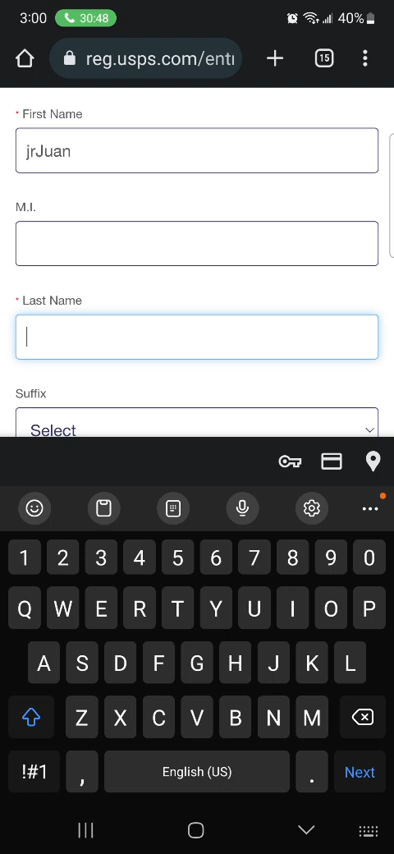 3:00 30:48 40%
reg.usps.com/entr 15
* First Name
jrJuan
M.I.
* Last Name
Suffix
Select
1 2 3 4 5 6 7 8 9 0
Q W E R T Y U I O P
A S D F G H J K L
Z X C V B N M
!#1 , English (US) . Next